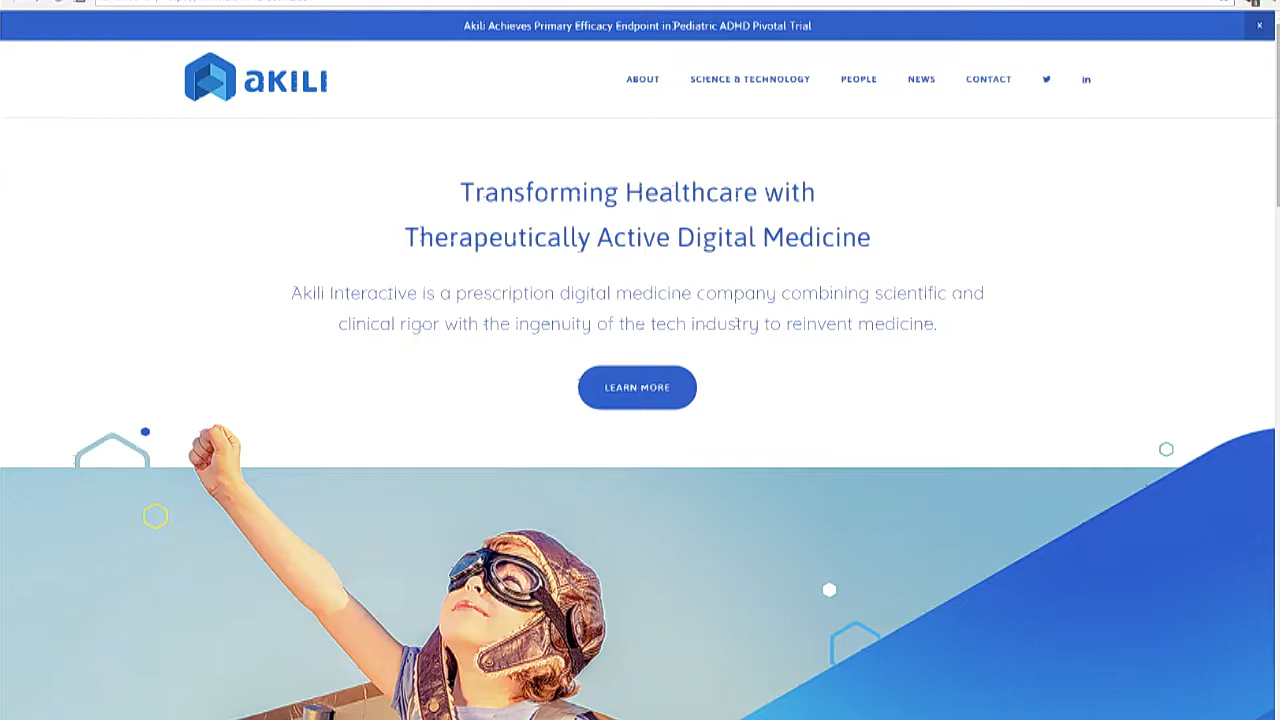 Akili Achieves Primary Efficacy Endpoint in Pediatric ADHD Pivotal Trial x
AKILI
ABOUT SCIENCE & TECHNOLOGY PEOPLE NEWS CONTACT in
Transforming Healthcare with
Therapeutically Active Digital Medicine
Akili Interactive is a prescription digital medicine company combining scientific and
clinical rigor with the ingenuity of the tech industry to reinvent medicine.
LEARN MORE